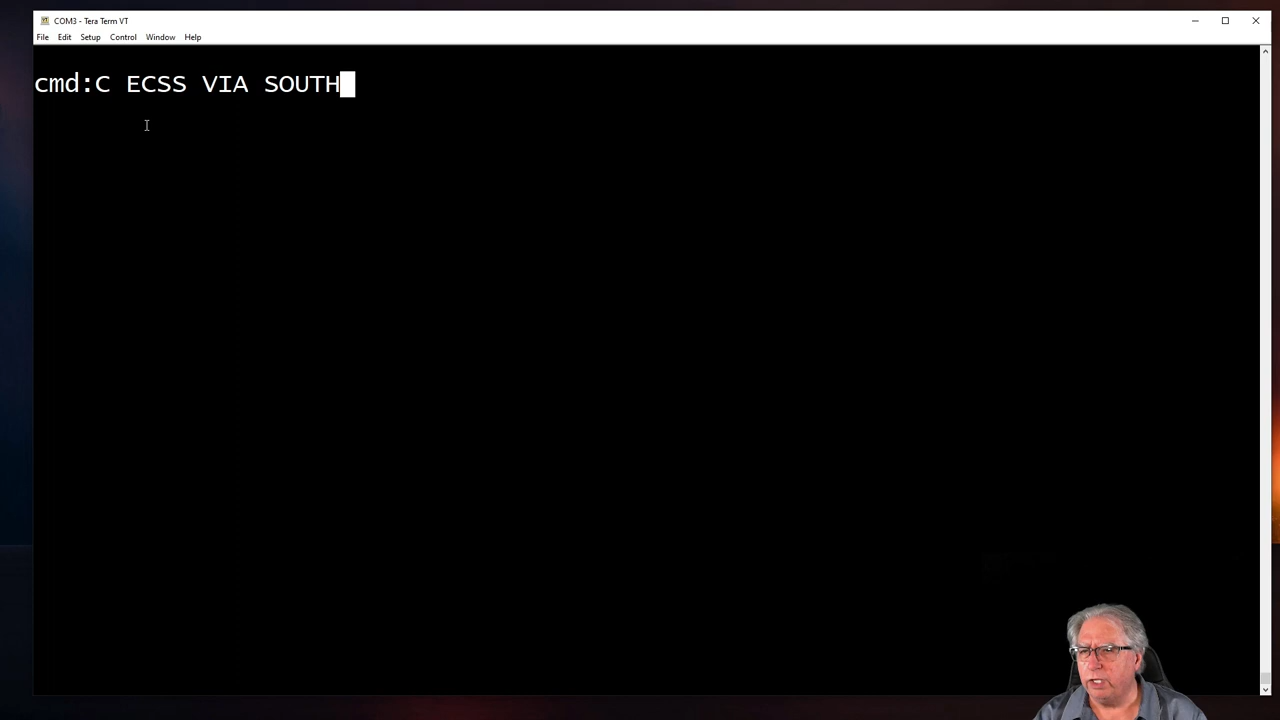 COM3 - Tera Term VT
File Edit Setup Control Window Help
cmd:C ECSS VIA SOUTH